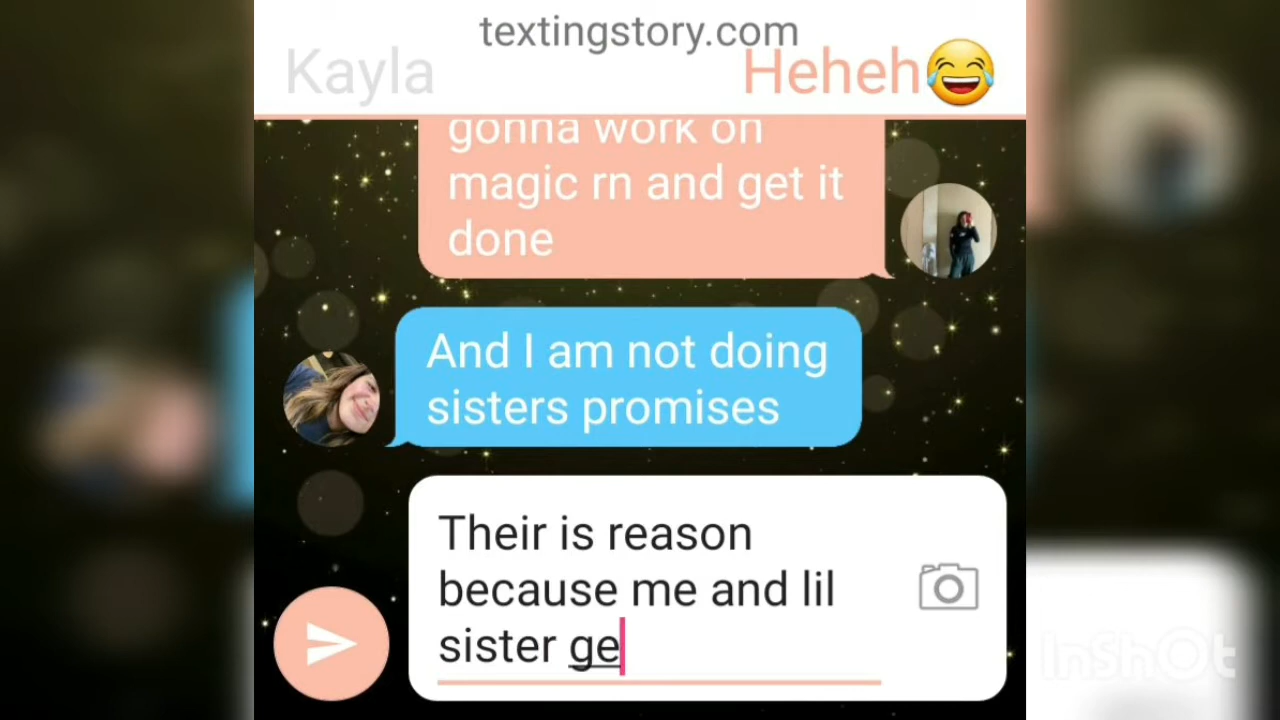 textingstory.com
Kayla
Heheh😂
gonna work on
magic rn and get it
done
And I am not doing
sisters promises
Their is reason
because me and lil
sister ge
InShOt